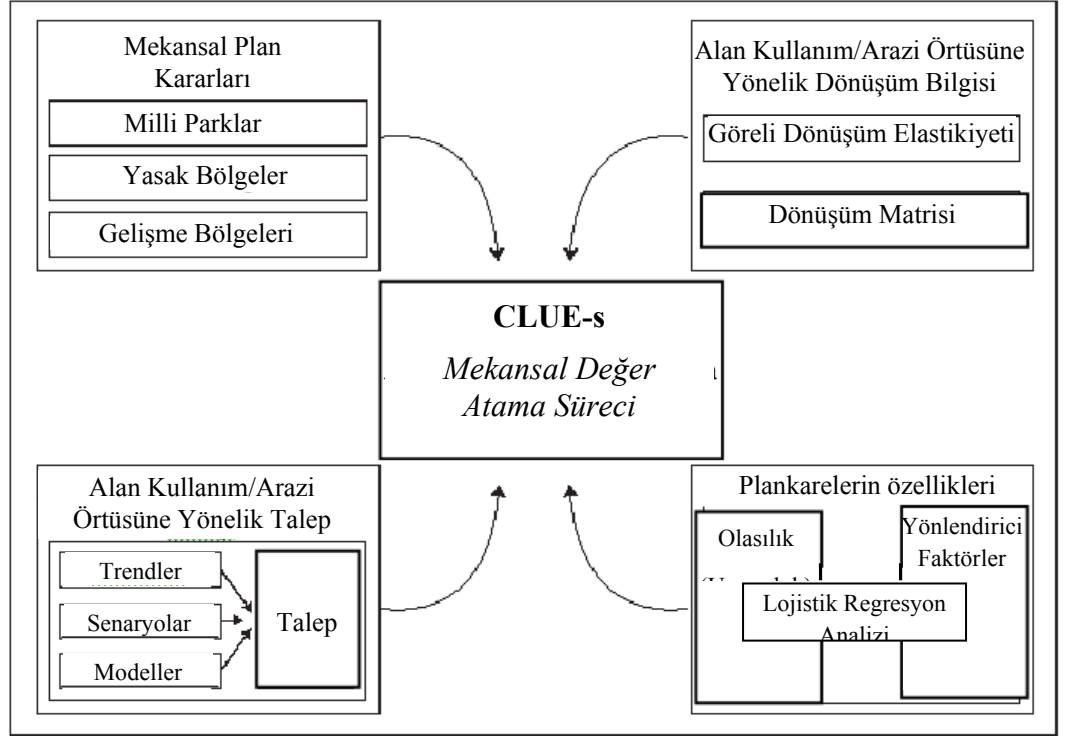 Mekansal Plan
Kararları
Milli Parklar
Yasak Bölgeler
Gelişme Bölgeleri
Alan Kullanım/Arazi Örtüsüne
Yönelik Dönüşüm Bilgisi
Göreli Dönüşüm Elastikiyeti
Dönüşüm Matrisi
CLUE-s
Mekansal Değer
Atama Süreci
Alan Kullanım/Arazi
Örtüsüne Yönelik Talep
Trendler
Senaryolar
Modeller
Talep
Plankarelerin özellikleri
Olasılık
Yönlendirici
Faktörler
Lojistik Regresyon
Analizi